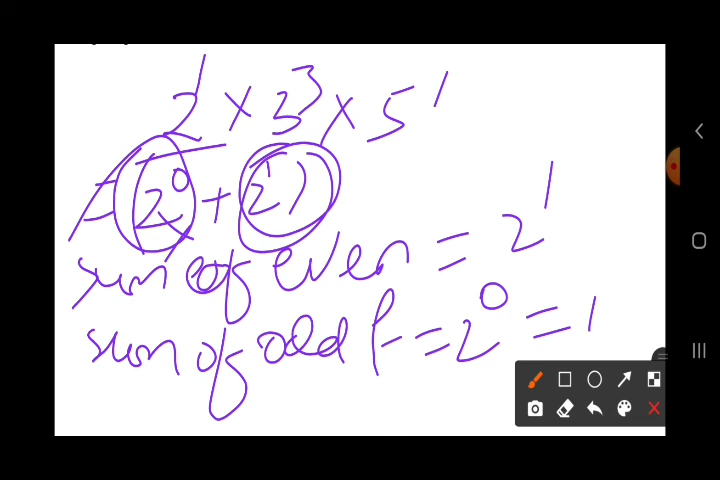 2¹ × 3³ × 5¹
= (2⁰ + 2¹)
sum of even = 2¹
sum of odd f = 2⁰ = 1